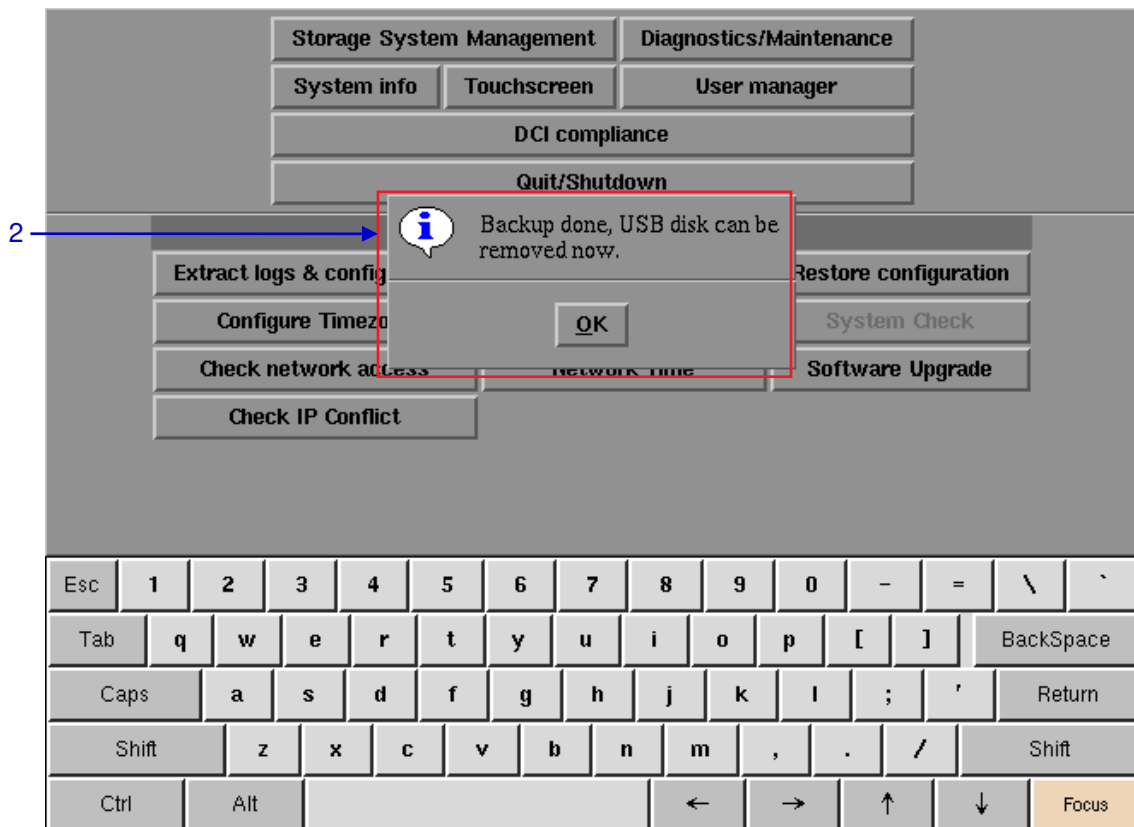 Storage System Management Diagnostics/Maintenance
System info Touchscreen User manager
DCI compliance
Quit/Shutdown
2
Backup done, USB disk can be
removed now.
Extract logs & config Restore configuration
Configure Timezo OK System Check
Check network access Network Time Software Upgrade
Check IP Conflict
Esc 1 2 3 4 5 6 7 8 9 0 - = \ `
Tab q w e r t y u i o p [ ] BackSpace
Caps a s d f g h j k l ; ' Return
Shift z x c v b n m , . / Shift
Ctrl Alt ← → ↑ ↓ Focus